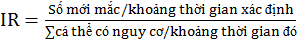 IR = Số mới mắc/khoảng thời gian xác định
∑cá thể có nguy cơ/khoảng thời gian đó